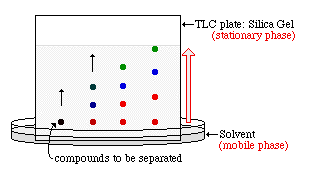 TLC plate: Silica Gel
(stationary phase)
Solvent
(mobile phase)
compounds to be separated